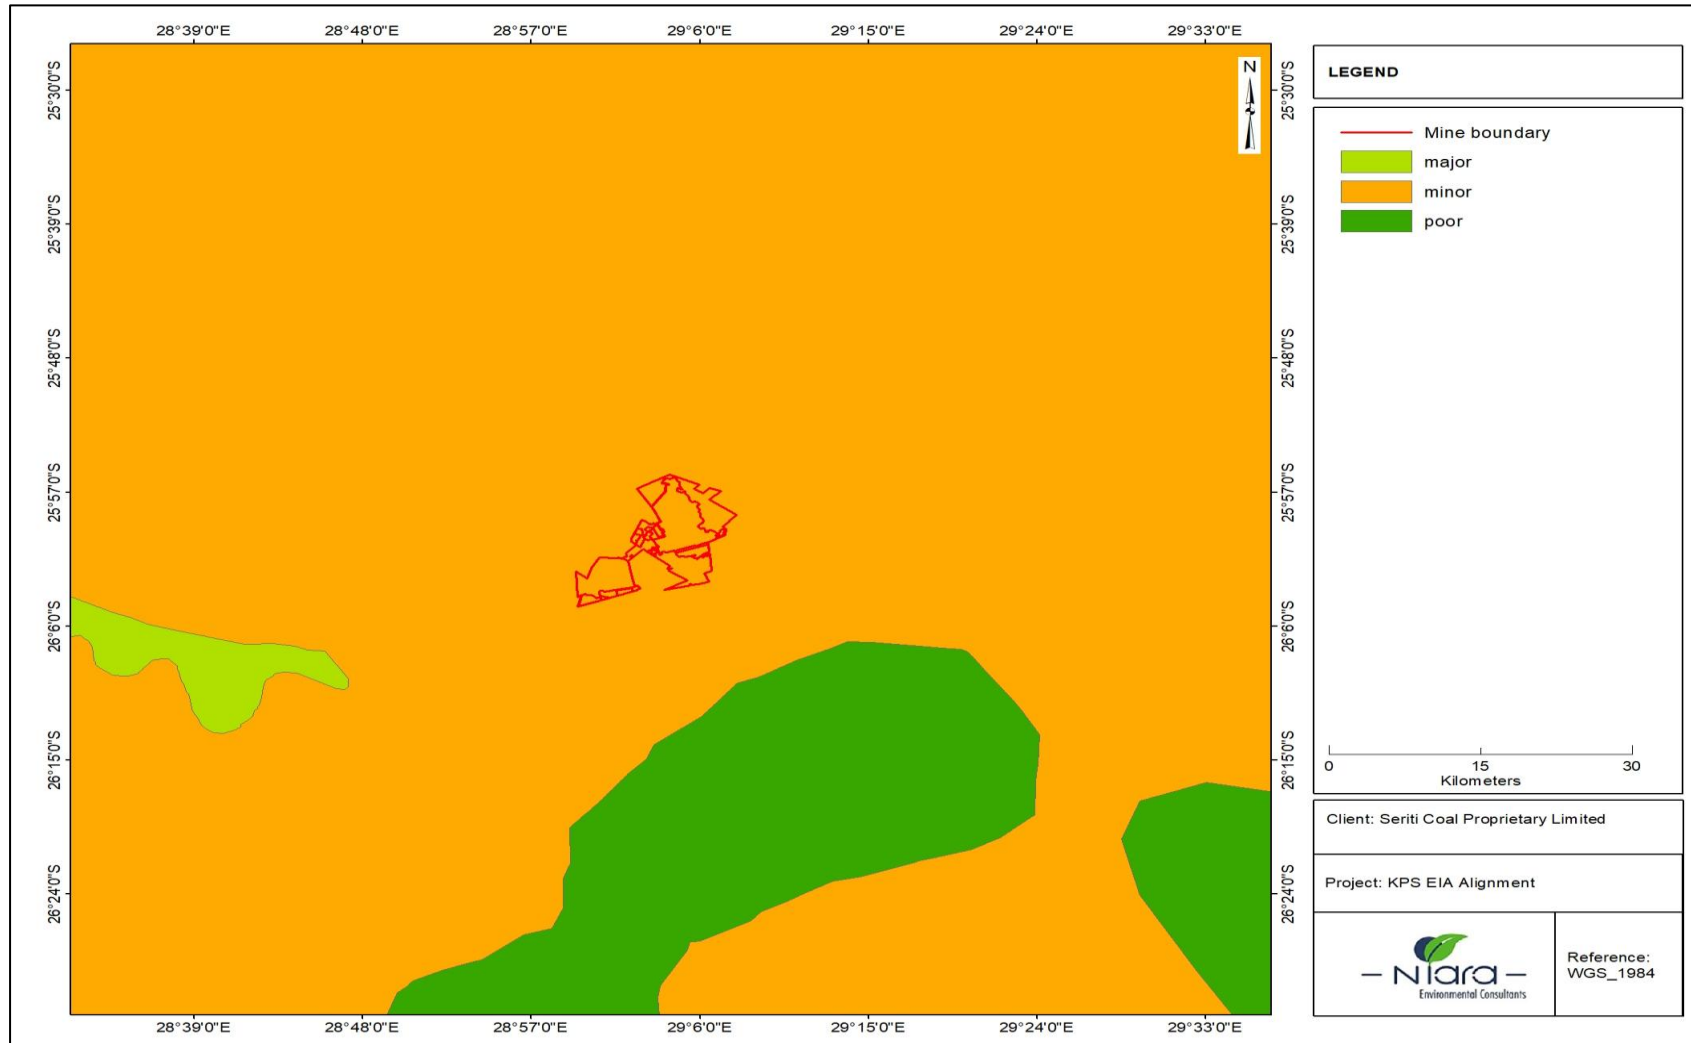 28°39'0"E 28°48'0"E 28°57'0"E 29°6'0"E 29°15'0"E 29°24'0"E 29°33'0"E
25°30'0"S 25°30'0"S
25°39'0"S 25°39'0"S
25°48'0"S 25°48'0"S
25°57'0"S 25°57'0"S
26°6'0"S 26°6'0"S
26°15'0"S 26°15'0"S
26°24'0"S 26°24'0"S
28°39'0"E 28°48'0"E 28°57'0"E 29°6'0"E 29°15'0"E 29°24'0"E 29°33'0"E
N
LEGEND
Mine boundary
major
minor
poor
0 15 30
Kilometers
Client: Seriti Coal Proprietary Limited
Project: KPS EIA Alignment
– Niara –
Environmental Consultants
Reference:
WGS_1984